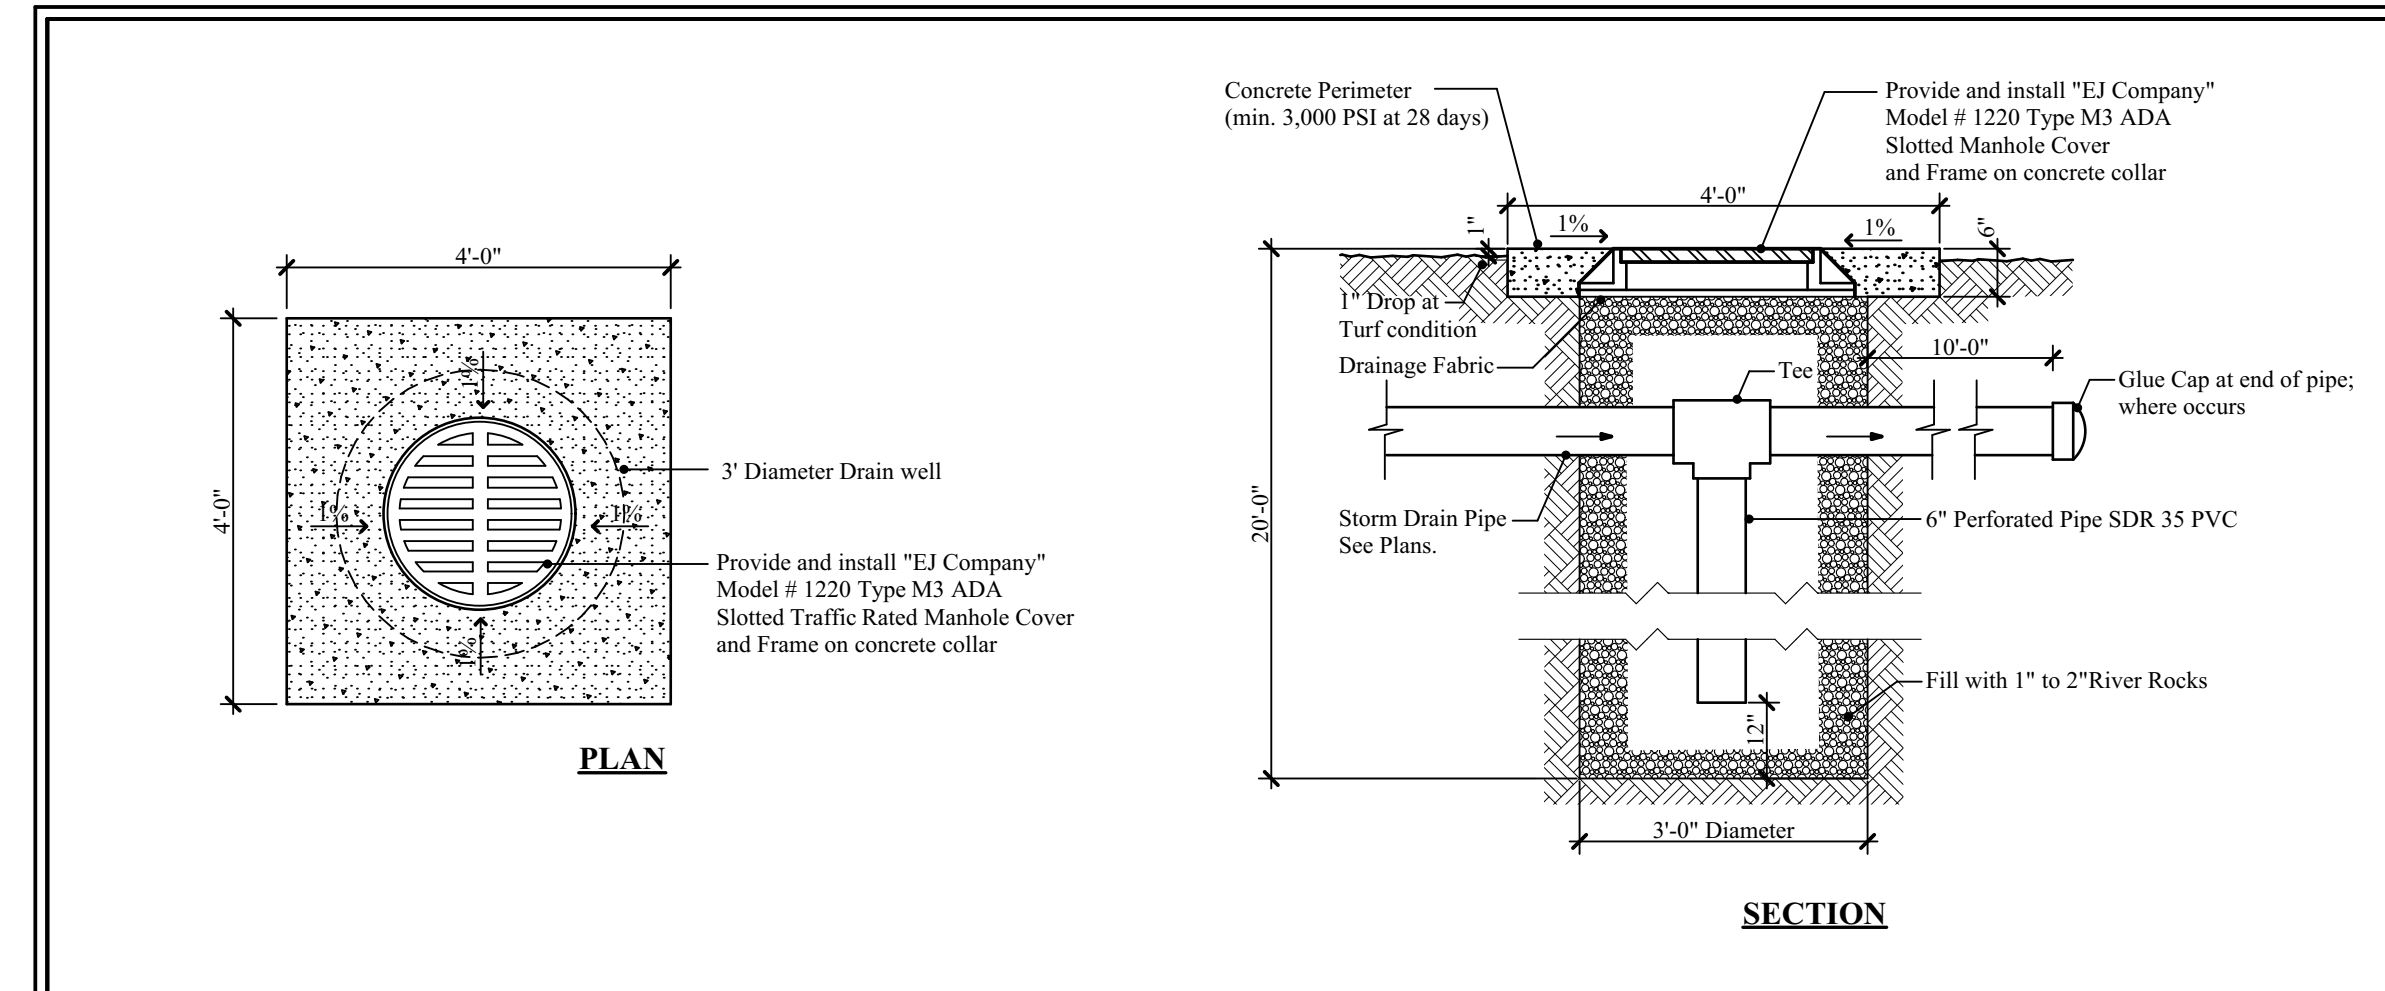 4'-0"
4'-0"
1%
1%
1%
1%
3' Diameter Drain well
Provide and install "EJ Company"
Model # 1220 Type M3 ADA
Slotted Traffic Rated Manhole Cover
and Frame on concrete collar
PLAN
Concrete Perimeter
(min. 3,000 PSI at 28 days)
Provide and install "EJ Company"
Model # 1220 Type M3 ADA
Slotted Manhole Cover
and Frame on concrete collar
4'-0"
1"
1%
1%
6"
1" Drop at
Turf condition
Drainage Fabric
10'-0"
Tee
Glue Cap at end of pipe;
where occurs
20'-0"
Storm Drain Pipe
See Plans.
6" Perforated Pipe SDR 35 PVC
Fill with 1" to 2"River Rocks
12"
3'-0" Diameter
SECTION